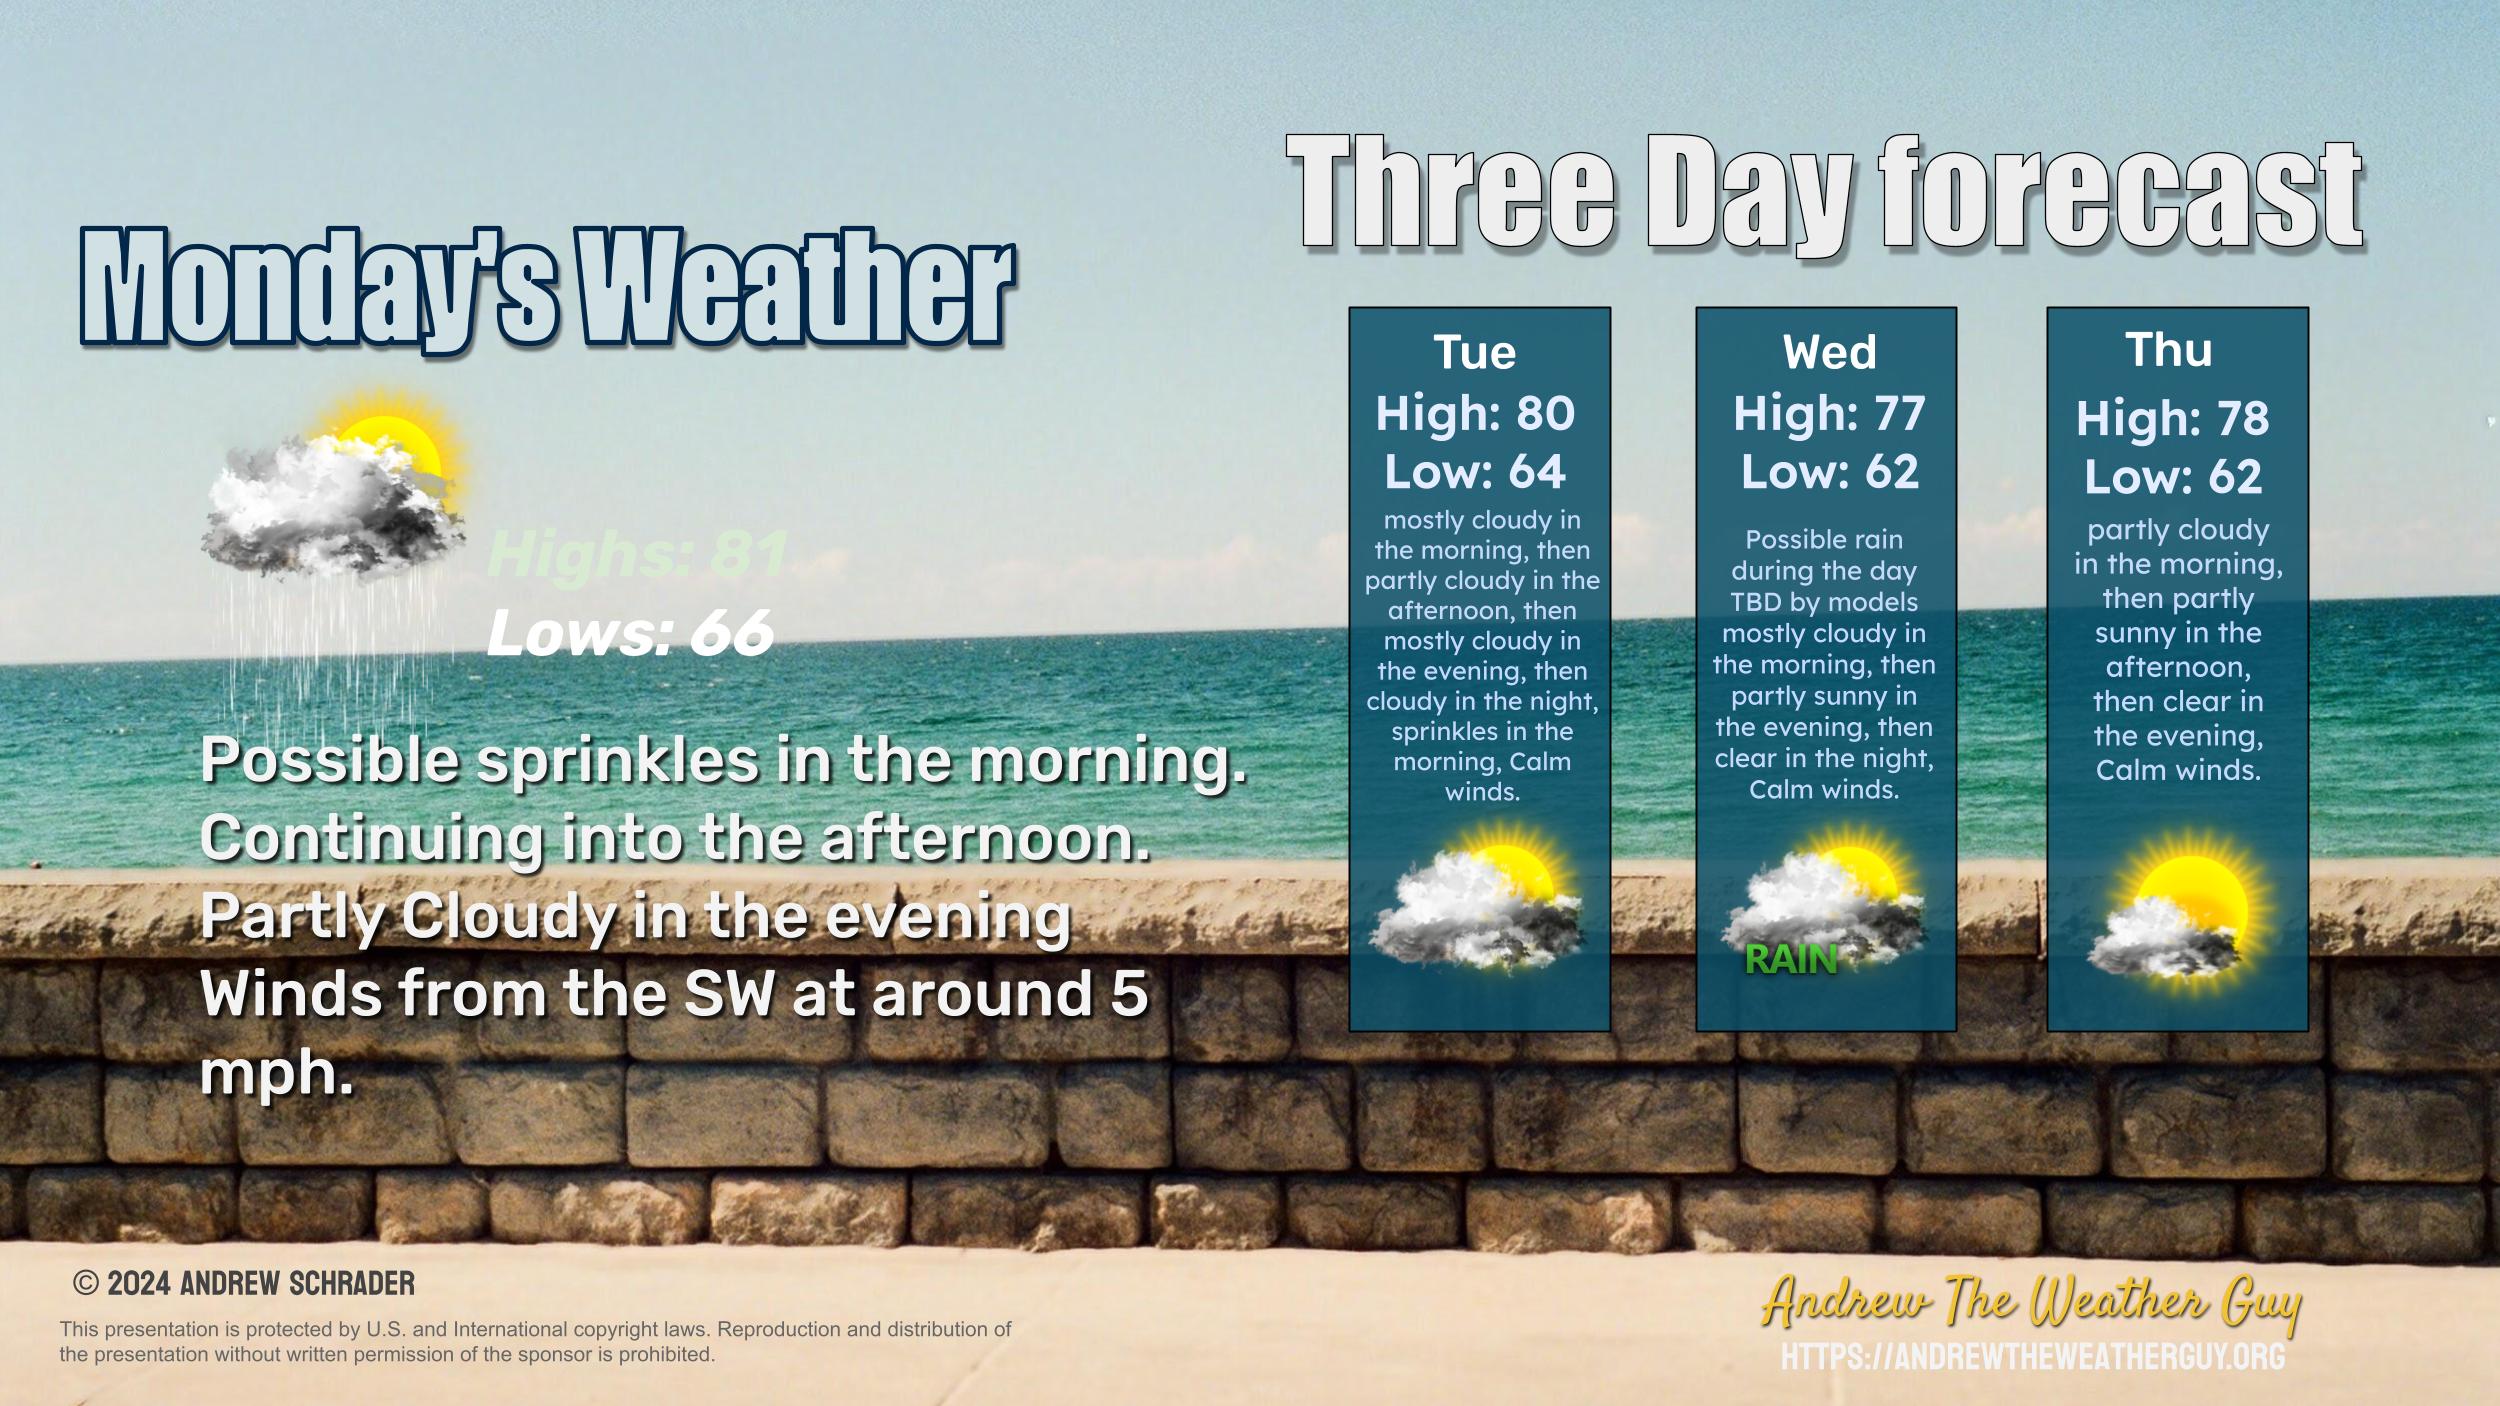 Monday's Weather
Highs: 81
Lows: 66
Possible sprinkles in the morning.
Continuing into the afternoon.
Partly Cloudy in the evening
Winds from the SW at around 5
mph.
Three Day forecast
Tue
High: 80
Low: 64
mostly cloudy in
the morning, then
partly cloudy in the
afternoon, then
mostly cloudy in
the evening, then
cloudy in the night,
sprinkles in the
morning, Calm
winds.
Wed
High: 77
Low: 62
Possible rain
during the day
TBD by models
mostly cloudy in
the morning, then
partly sunny in
the evening, then
clear in the night,
Calm winds.
RAIN
Thu
High: 78
Low: 62
partly cloudy
in the morning,
then partly
sunny in the
afternoon,
then clear in
the evening,
Calm winds.
© 2024 ANDREW SCHRADER
This presentation is protected by U.S. and International copyright laws. Reproduction and distribution of
the presentation without written permission of the sponsor is prohibited.
Andrew The Weather Guy
HTTPS://ANDREWTHEWEATHERGUY.ORG